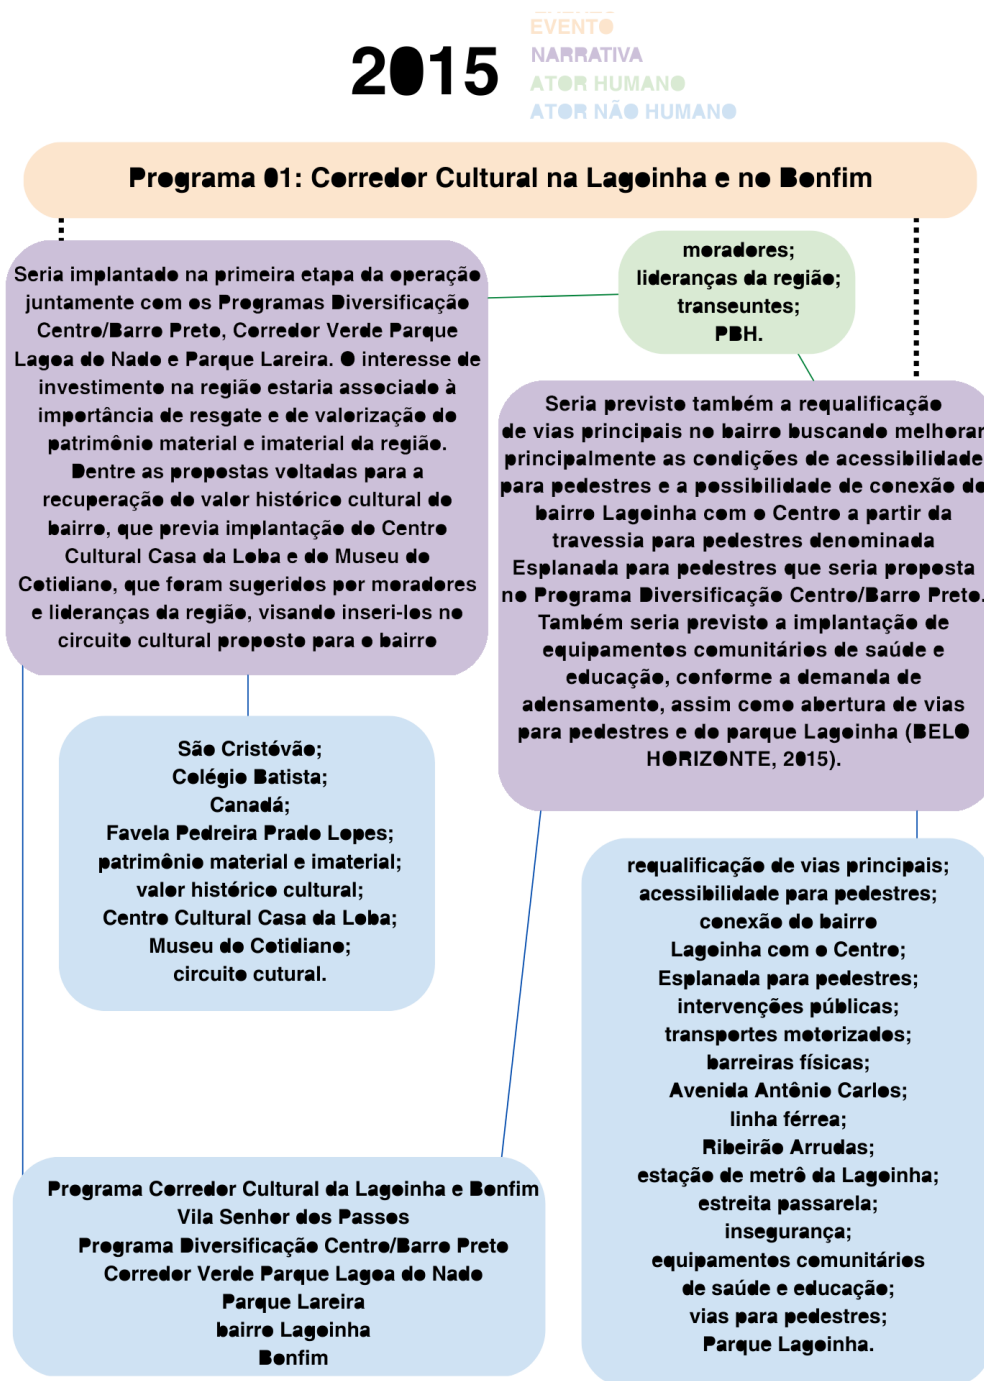 2015
EVENTO
NARRATIVA
ATOR HUMANO
ATOR NÃO HUMANO
Programa 01: Corredor Cultural na Lagoinha e no Bonfim
Seria implantado na primeira etapa da operação
juntamente com os Programas Diversificação
Centro/Barro Preto, Corredor Verde Parque
Lagoa do Nado e Parque Lareira. O interesse de
investimento na região estaria associado à
importância de resgate e de valorização do
patrimônio material e imaterial da região.
Dentre as propostas voltadas para a
recuperação do valor histórico cultural do
bairro, que previa implantação do Centro
Cultural Casa da Loba e do Museu do
Cotidiano, que foram sugeridos por moradores
e lideranças da região, visando inseri-los no
circuito cultural proposto para o bairro
moradores;
lideranças da região;
transeuntes;
PBH.
Seria previsto também a requalificação
de vias principais no bairro buscando melhorar
principalmente as condições de acessibilidade
para pedestres e a possibilidade de conexão do
bairro Lagoinha com o Centro a partir da
travessia para pedestres denominada
Esplanada para pedestres que seria proposta
no Programa Diversificação Centro/Barro Preto.
Também seria previsto a implantação de
equipamentos comunitários de saúde e
educação, conforme a demanda de
adensamento, assim como abertura de vias
para pedestres e do parque Lagoinha (BELO
HORIZONTE, 2015).
São Cristóvão;
Colégio Batista;
Canadá;
Favela Pedreira Prado Lopes;
patrimônio material e imaterial;
valor histórico cultural;
Centro Cultural Casa da Loba;
Museu do Cotidiano;
circuito cutural.
requalificação de vias principais;
acessibilidade para pedestres;
conexão do bairro
Lagoinha com o Centro;
Esplanada para pedestres;
intervenções públicas;
transportes motorizados;
barreiras físicas;
Avenida Antônio Carlos;
linha férrea;
Ribeirão Arrudas;
estação de metrô da Lagoinha;
estreita passarela;
insegurança;
equipamentos comunitários
de saúde e educação;
vias para pedestres;
Parque Lagoinha.
Programa Corredor Cultural da Lagoinha e Bonfim
Vila Senhor dos Passos
Programa Diversificação Centro/Barro Preto
Corredor Verde Parque Lagoa do Nado
Parque Lareira
bairro Lagoinha
Bonfim